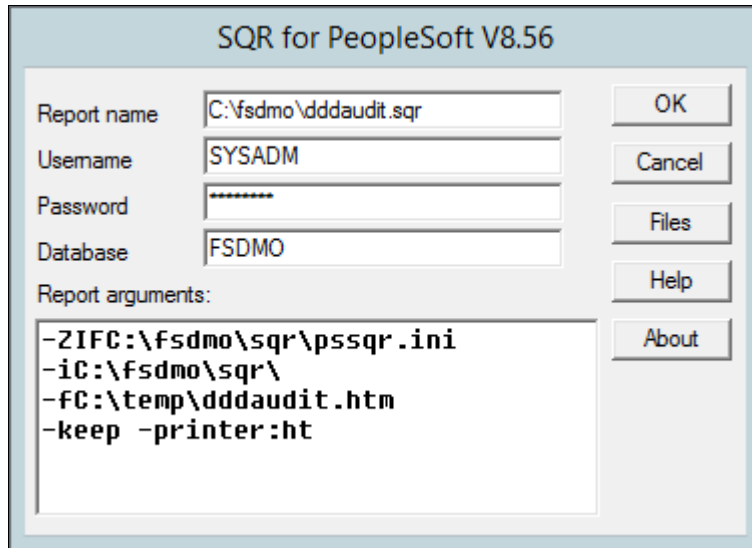 SQR for PeopleSoft V8.56
Report name C:\fsdmo\dddaudit.sqr OK
Username SYSADM Cancel
Password ******** Files
Database FSDMO Help
Report arguments: About
-ZIFC:\fsdmo\sqr\pssqr.ini
-iC:\fsdmo\sqr\
-fC:\temp\dddaudit.htm
-keep -printer:ht